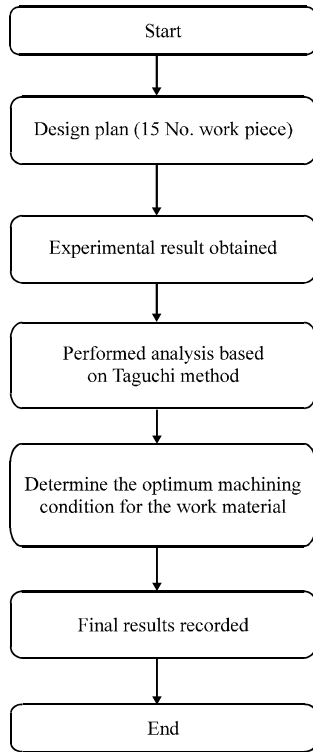 Start
Design plan (15 No. work piece)
Experimental result obtained
Performed analysis based
on Taguchi method
Determine the optimum machining
condition for the work material
Final results recorded
End